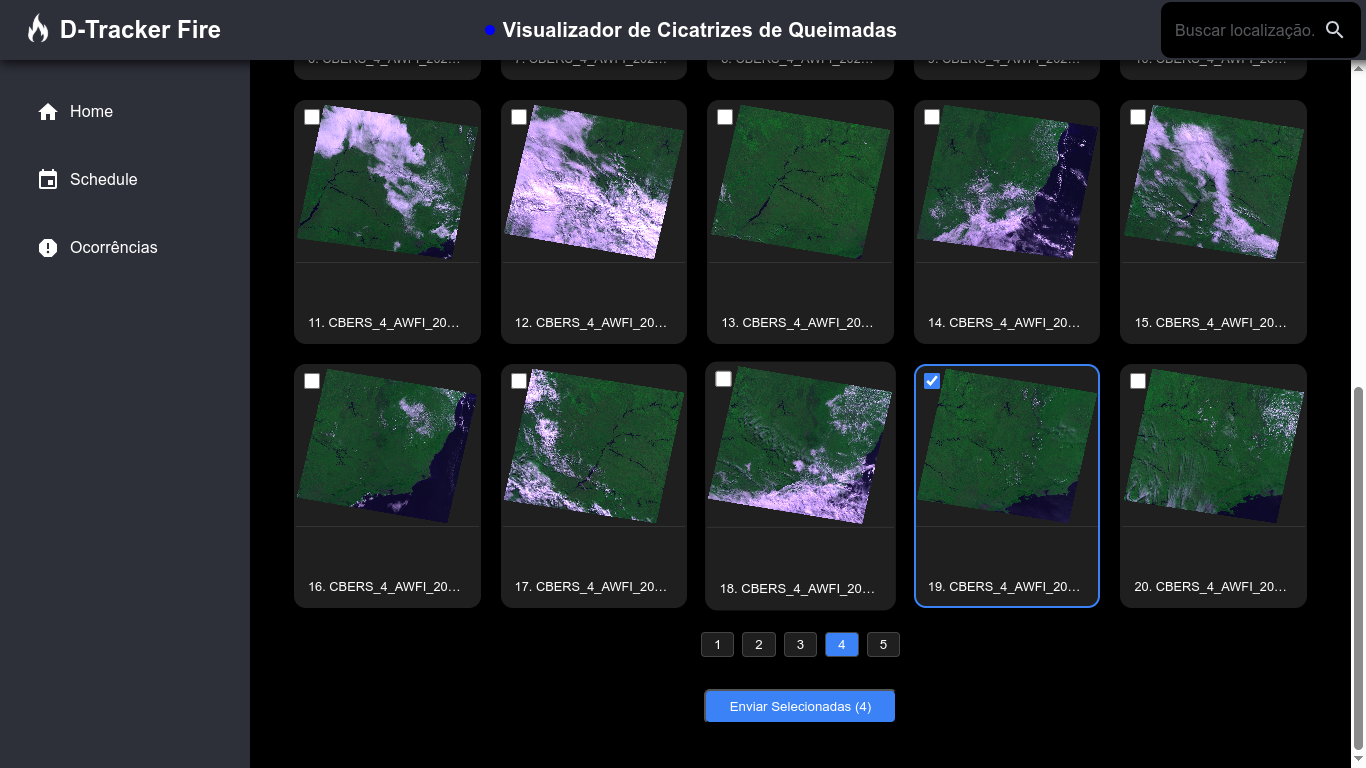 D-Tracker Fire
Visualizador de Cicatrizes de Queimadas
Buscar localização.
Home
Schedule
Ocorrências
11. CBERS_4_AWFI_20...
12. CBERS_4_AWFI_20...
13. CBERS_4_AWFI_20...
14. CBERS_4_AWFI_20...
15. CBERS_4_AWFI_20...
16. CBERS_4_AWFI_20...
17. CBERS_4_AWFI_20...
18. CBERS_4_AWFI_20...
19. CBERS_4_AWFI_20...
20. CBERS_4_AWFI_20...
1 2 3 4 5
Enviar Selecionadas (4)